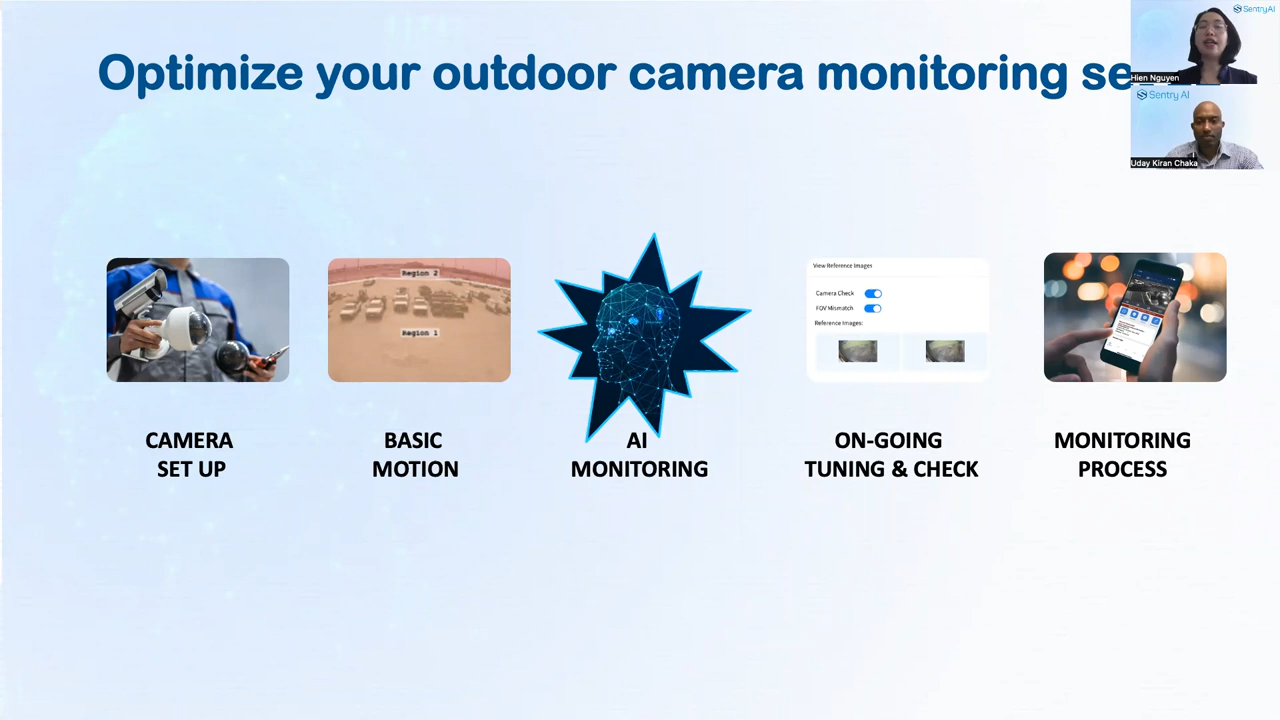 Optimize your outdoor camera monitoring se
SentryAI
Hien Nguyen
Sentry AI
Uday Kiran Chaka
Region 2
Region 1
View Reference Images
Camera Check
FOV Mismatch
Reference Images:
CAMERA
SET UP
BASIC
MOTION
AI
MONITORING
ON-GOING
TUNING & CHECK
MONITORING
PROCESS